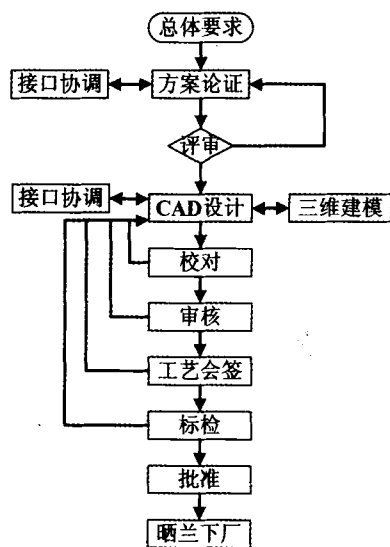 总体要求
接口协调
方案论证
评审
接口协调
CAD设计
三维建模
校对
审核
工艺会签
标检
批准
晒兰下厂